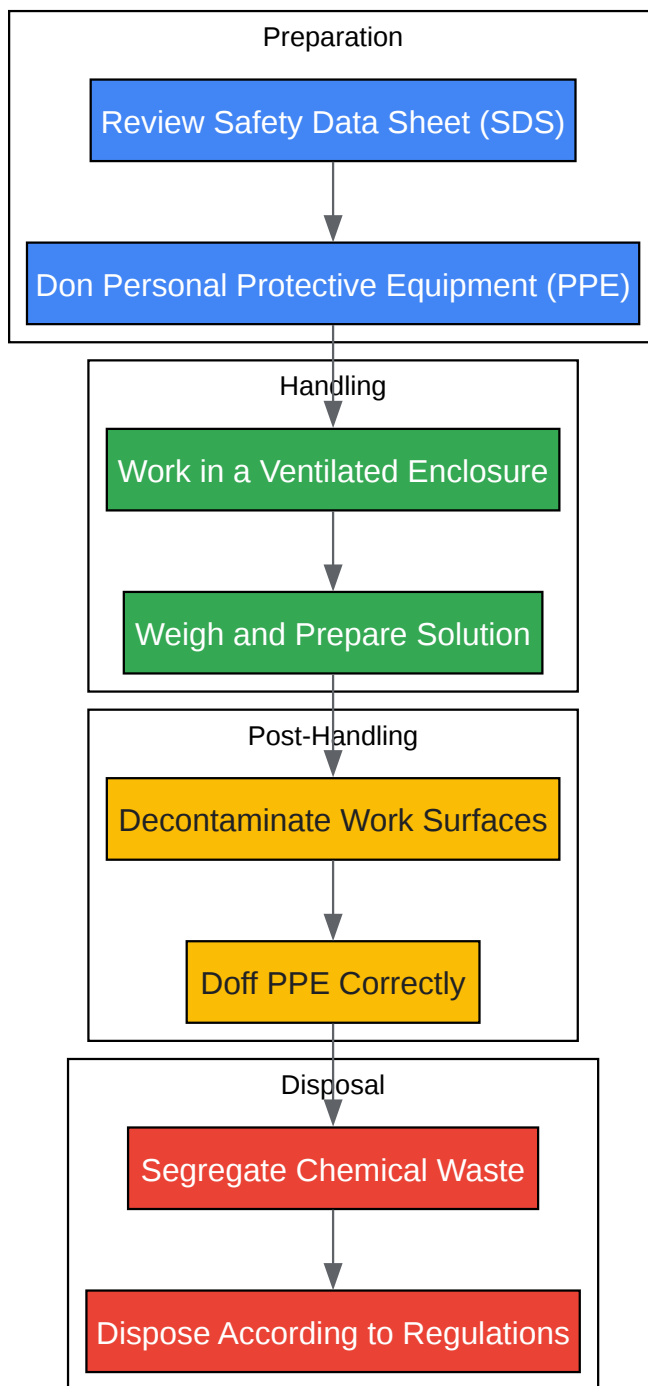 Preparation
Review Safety Data Sheet (SDS)
Don Personal Protective Equipment (PPE)
Handling
Work in a Ventilated Enclosure
Weigh and Prepare Solution
Post-Handling
Decontaminate Work Surfaces
Doff PPE Correctly
Disposal
Segregate Chemical Waste
Dispose According to Regulations